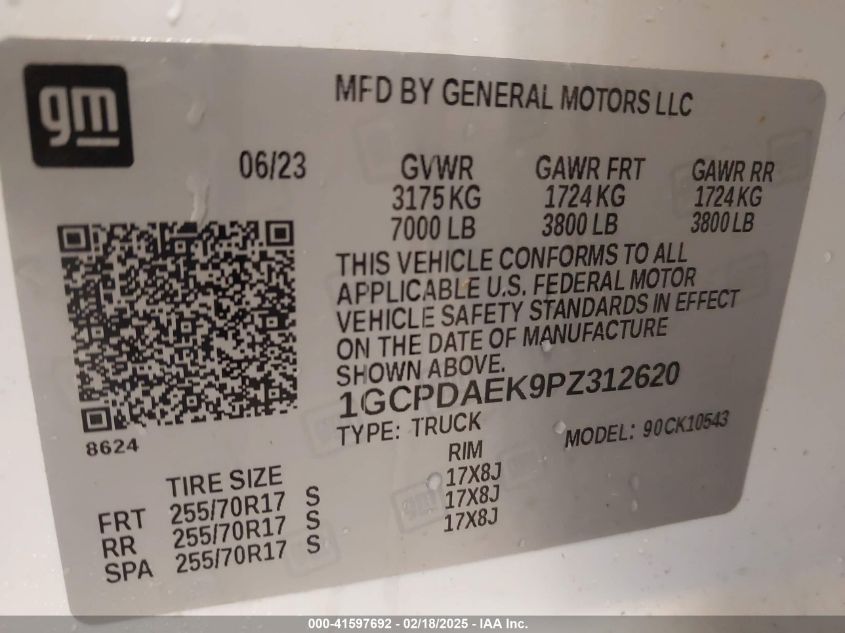 gm
MFD BY GENERAL MOTORS LLC
06/23
GVWR GAWR FRT GAWR RR
3175 KG 1724 KG 1724 KG
7000 LB 3800 LB 3800 LB
THIS VEHICLE CONFORMS TO ALL
APPLICABLE U.S. FEDERAL MOTOR
VEHICLE SAFETY STANDARDS IN EFFECT
ON THE DATE OF MANUFACTURE
SHOWN ABOVE.
1GCPDAEK9PZ312620
TYPE: TRUCK MODEL: 90CK10543
8624
TIRE SIZE RIM
FRT 255/70R17 S 17X8J
RR 255/70R17 S 17X8J
SPA 255/70R17 S 17X8J
000-41597692 - 02/18/2025 - IAA Inc.